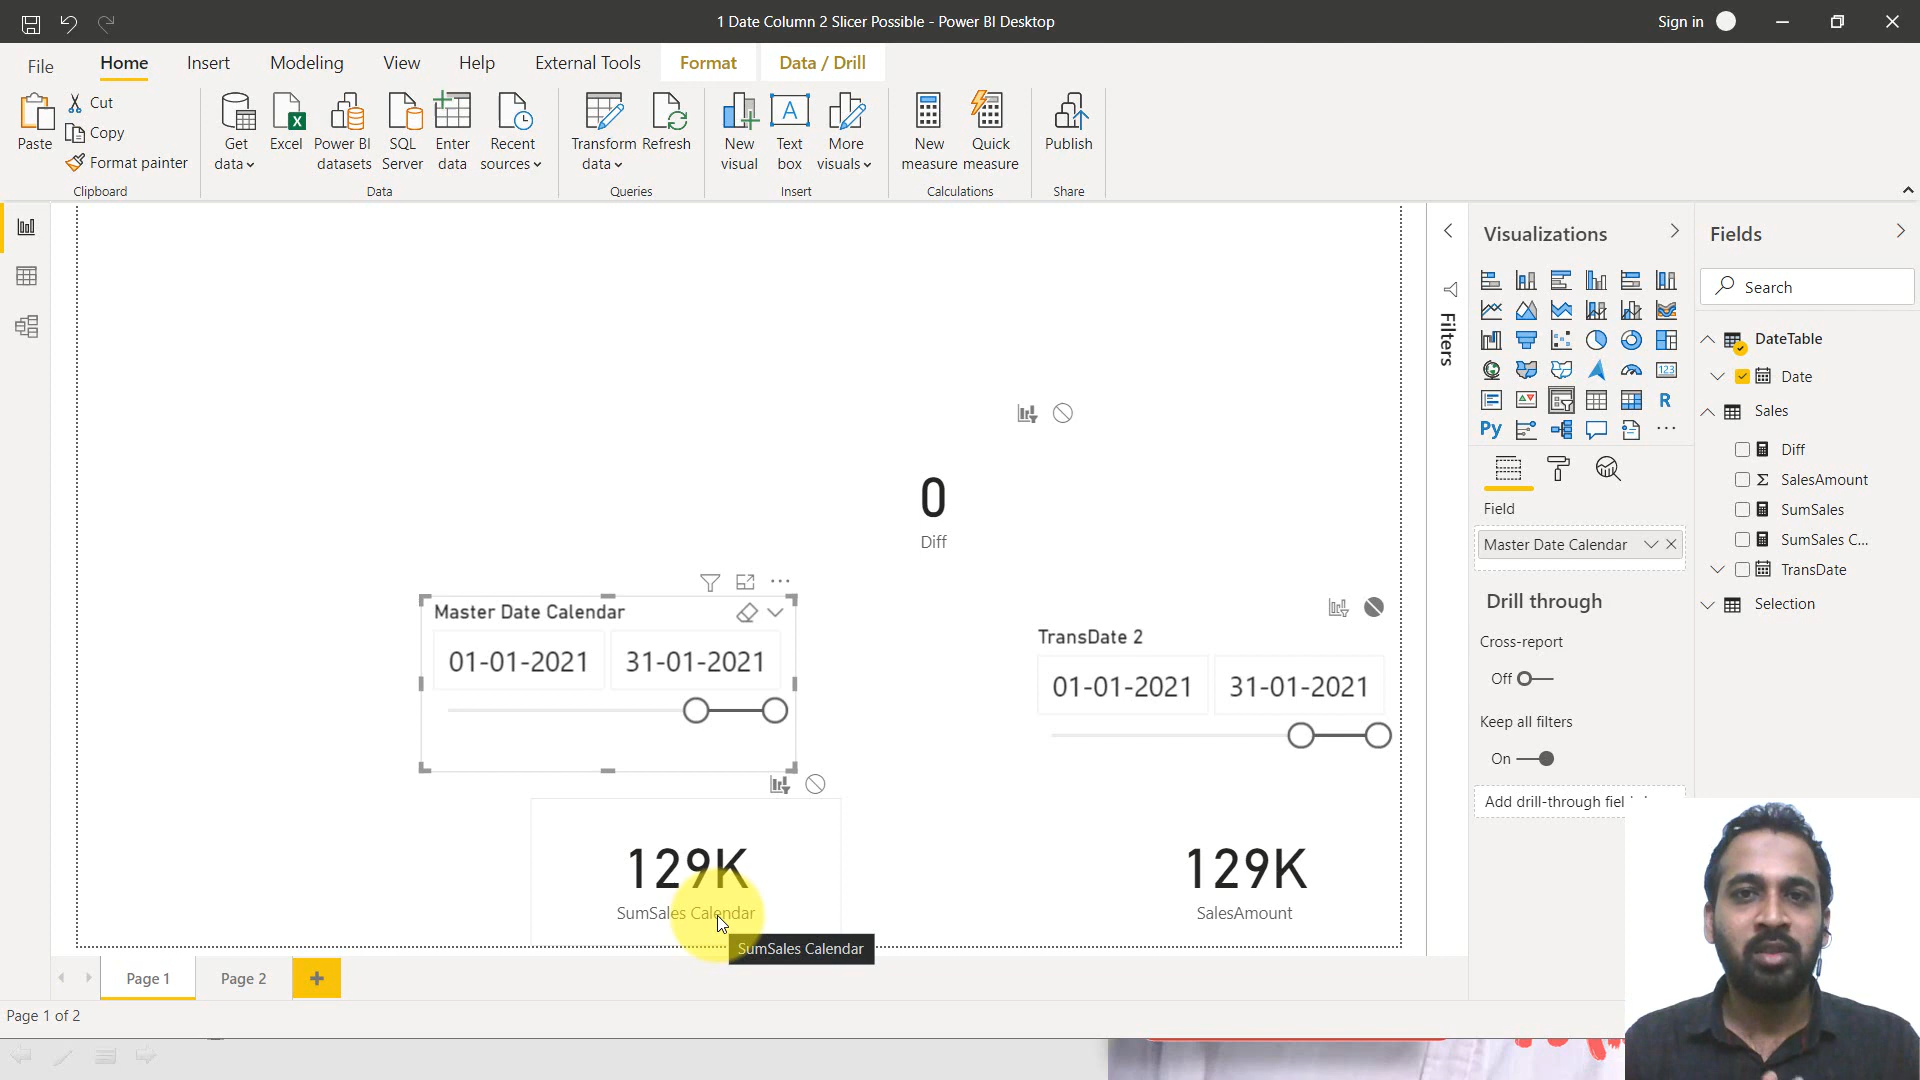 1 Date Column 2 Slicer Possible - Power BI Desktop
Sign in
File Home Insert Modeling View Help External Tools Format Data / Drill
Paste
Cut
Copy
Format painter
Clipboard
Get data
Excel
Power BI datasets
SQL Server
Enter data
Recent sources
Data
Transform data
Refresh
Queries
New visual
A
Text box
More visuals
Insert
New measure
Quick measure
Calculations
Publish
Share
0
Diff
Master Date Calendar
01-01-2021 31-01-2021
TransDate 2
01-01-2021 31-01-2021
129K
SumSales Calendar
SumSales Calendar
129K
SalesAmount
Filters
Visualizations
123
R
Py
Field
Master Date Calendar
Drill through
Cross-report
Off
Keep all filters
On
Add drill-through fiel
Fields
Search
DateTable
Date
Sales
Diff
SalesAmount
SumSales
SumSales C...
TransDate
Selection
Page 1 Page 2 +
Page 1 of 2